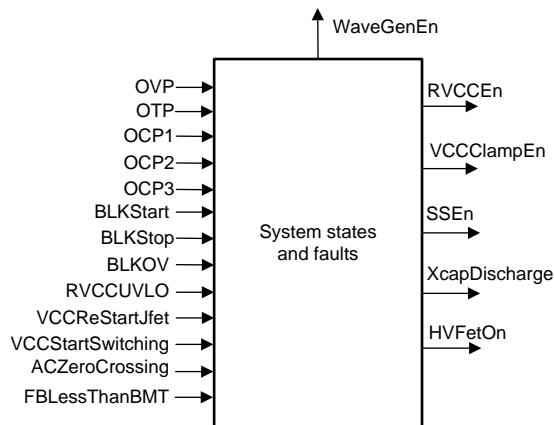 WaveGenEn
OVP
OTP
OCP1
OCP2
OCP3
BLKStart
BLKStop
BLKOV
RVCCUVLO
VCCReStartJfet
VCCStartSwitching
ACZeroCrossing
FBLessThanBMT
System states
and faults
RVCCEn
VCCClampEn
SSEn
XcapDischarge
HVFetOn